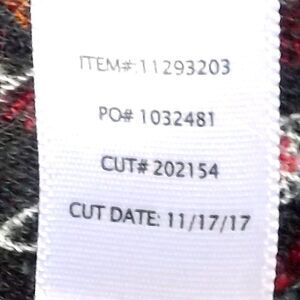 ITEM#:11293203
PO# 1032481
CUT# 202154
CUT DATE: 11/17/17